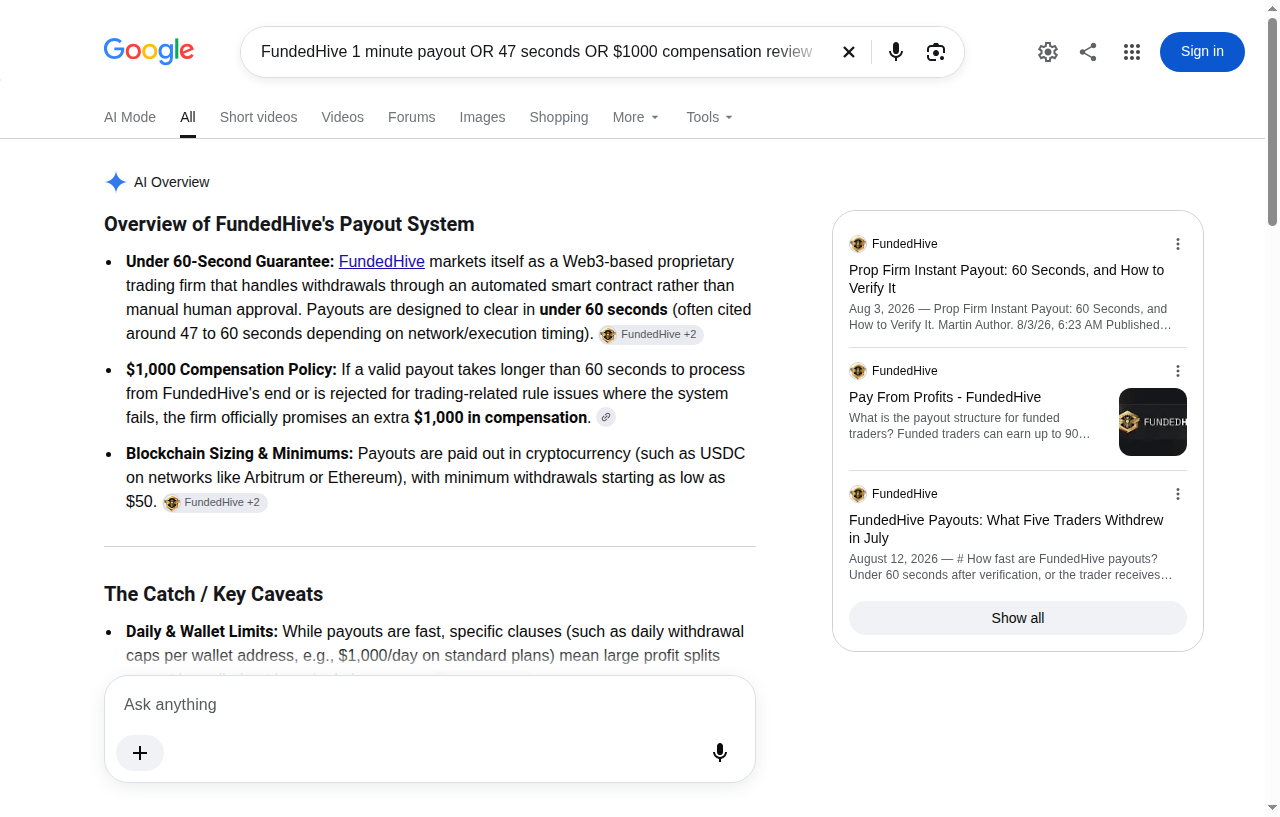 Google
FundedHive 1 minute payout OR 47 seconds OR $1000 compensation review
Sign in
AI Mode
All
Short videos
Videos
Forums
Images
Shopping
More
Tools
AI Overview
Overview of FundedHive's Payout System
Under 60-Second Guarantee: FundedHive markets itself as a Web3-based proprietary
trading firm that handles withdrawals through an automated smart contract rather than
manual human approval. Payouts are designed to clear in under 60 seconds (often cited
around 47 to 60 seconds depending on network/execution timing). FundedHive +2
$1,000 Compensation Policy: If a valid payout takes longer than 60 seconds to process
from FundedHive's end or is rejected for trading-related rule issues where the system
fails, the firm officially promises an extra $1,000 in compensation.
Blockchain Sizing & Minimums: Payouts are paid out in cryptocurrency (such as USDC
on networks like Arbitrum or Ethereum), with minimum withdrawals starting as low as
$50. FundedHive +2
The Catch / Key Caveats
Daily & Wallet Limits: While payouts are fast, specific clauses (such as daily withdrawal
caps per wallet address, e.g., $1,000/day on standard plans) mean large profit splits
Ask anything
FundedHive
Prop Firm Instant Payout: 60 Seconds, and How to
Verify It
Aug 3, 2026 — Prop Firm Instant Payout: 60 Seconds, and
How to Verify It. Martin Author. 8/3/26, 6:23 AM Published…
FundedHive
Pay From Profits - FundedHive
What is the payout structure for funded
traders? Funded traders can earn up to 90…
FUNDEDH
FundedHive
FundedHive Payouts: What Five Traders Withdrew
in July
August 12, 2026 — # How fast are FundedHive payouts?
Under 60 seconds after verification, or the trader receives…
Show all